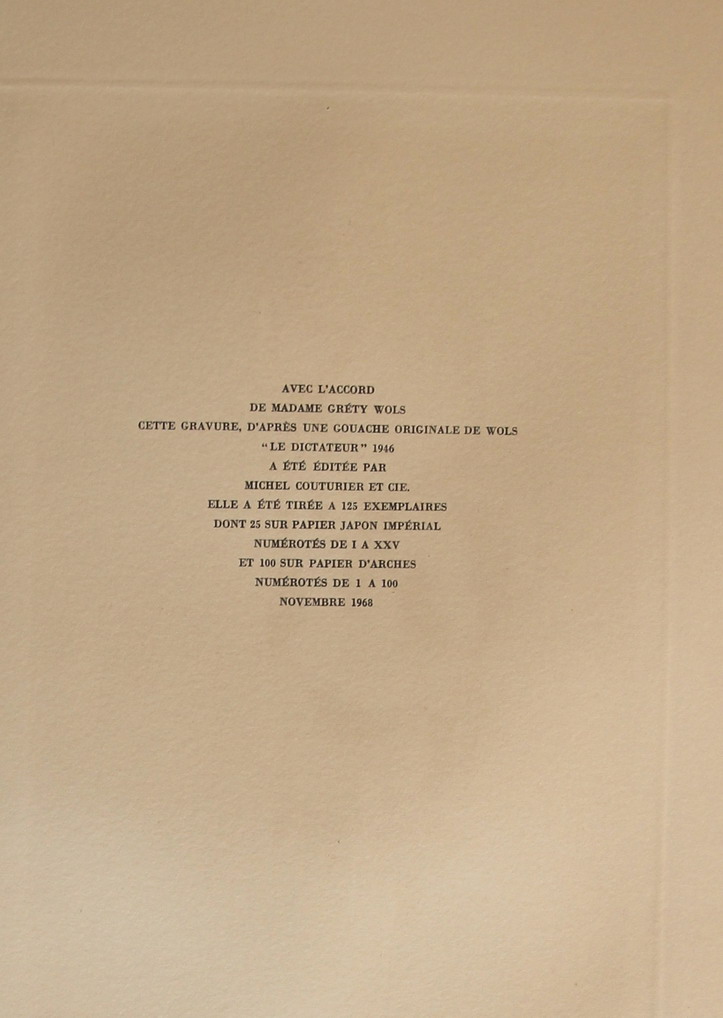 AVEC L'ACCORD
DE MADAME GRÉTY WOLS
CETTE GRAVURE, D'APRÈS UNE GOUACHE ORIGINALE DE WOLS
“LE DICTATEUR” 1946
A ÉTÉ ÉDITÉE PAR
MICHEL COUTURIER ET CIE.
ELLE A ÉTÉ TIRÉE A 125 EXEMPLAIRES
DONT 25 SUR PAPIER JAPON IMPÉRIAL
NUMÉROTÉS DE I A XXV
ET 100 SUR PAPIER D'ARCHES
NUMÉROTÉS DE 1 A 100
NOVEMBRE 1968